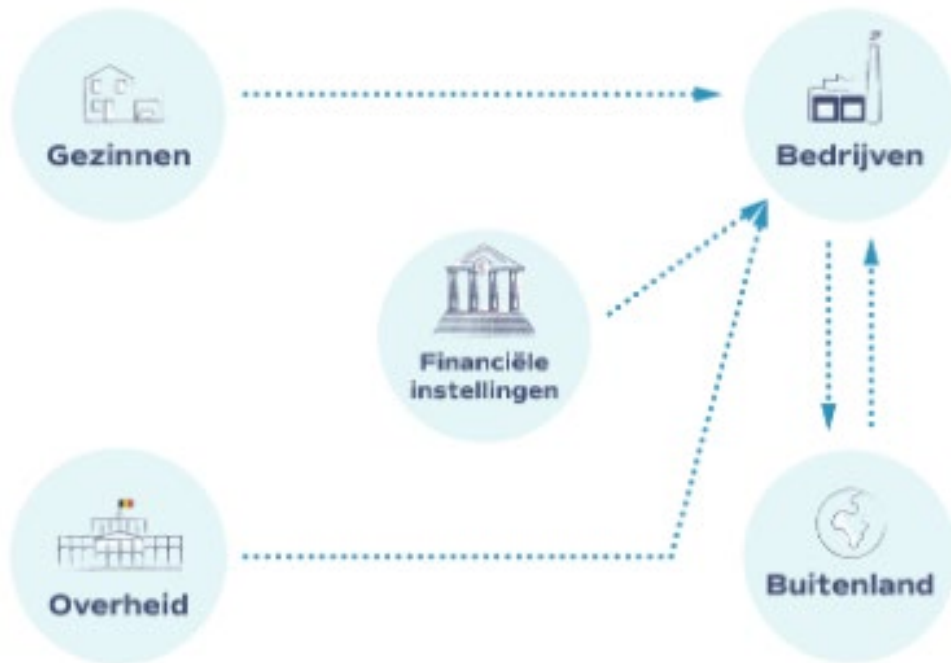 Gezinnen
Bedrijven
Financiële
instellingen
Overheid
Buitenland